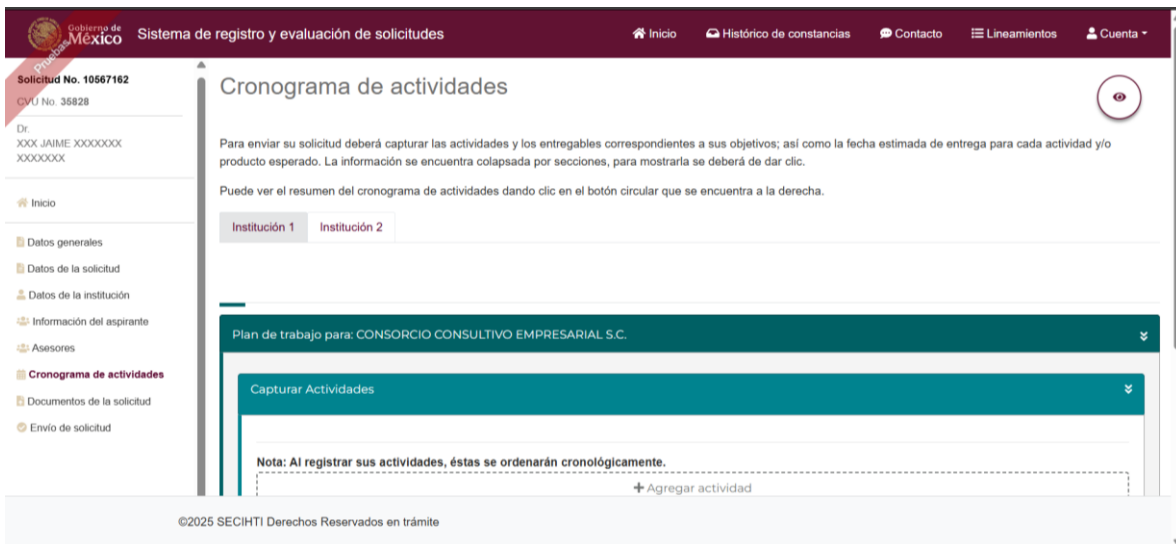 Gobierno de
México
Pruebas
Sistema de registro y evaluación de solicitudes
Inicio
Histórico de constancias
Contacto
Lineamientos
Cuenta
Solicitud No. 10567162
CVU No. 35828
Dr.
XXX JAIME XXXXXXX
XXXXXXX
Inicio
Datos generales
Datos de la solicitud
Datos de la institución
Información del aspirante
Asesores
Cronograma de actividades
Documentos de la solicitud
Envío de solicitud
Cronograma de actividades
Para enviar su solicitud deberá capturar las actividades y los entregables correspondientes a sus objetivos; así como la fecha estimada de entrega para cada actividad y/o
producto esperado. La información se encuentra colapsada por secciones, para mostrarla se deberá de dar clic.
Puede ver el resumen del cronograma de actividades dando clic en el botón circular que se encuentra a la derecha.
Institución 1
Institución 2
Plan de trabajo para: CONSORCIO CONSULTIVO EMPRESARIAL S.C.
Capturar Actividades
Nota: Al registrar sus actividades, éstas se ordenarán cronológicamente.
+ Agregar actividad
©2025 SECIHTI Derechos Reservados en trámite